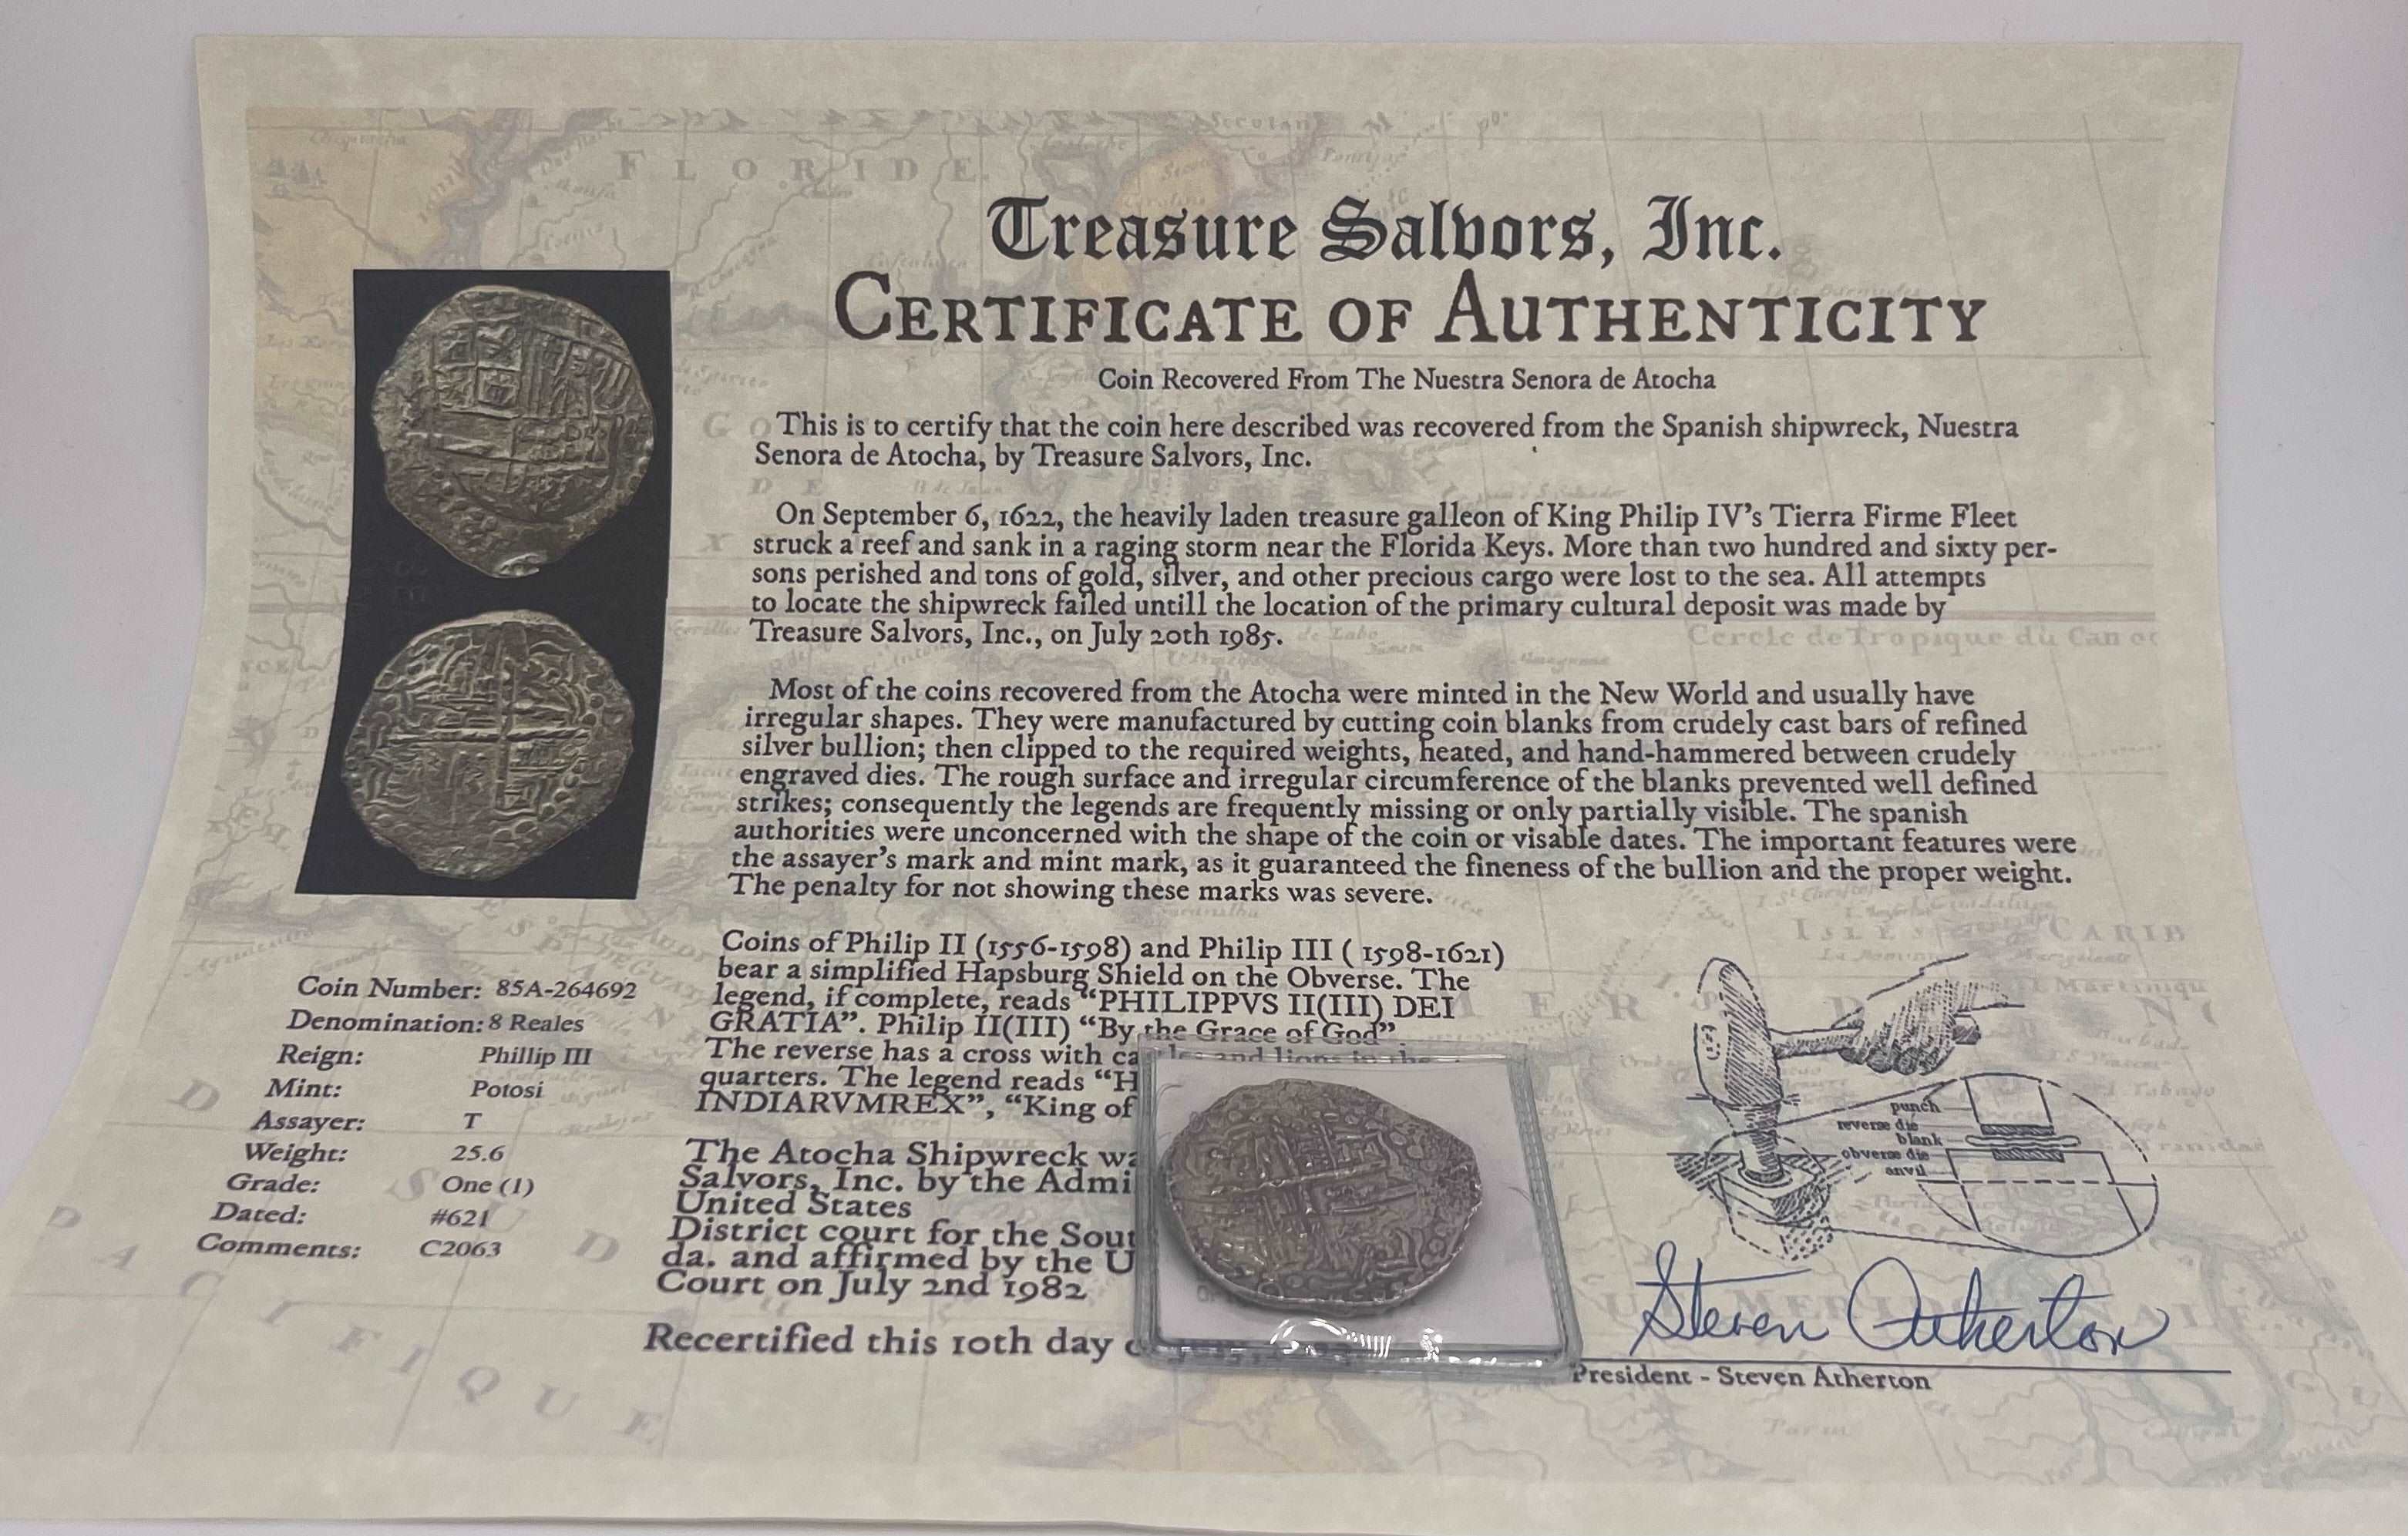 FLORIDE
Treasure Salvors, Inc.
CERTIFICATE OF AUTHENTICITY
Coin Recovered From The Nuestra Senora de Atocha
This is to certify that the coin here described was recovered from the Spanish shipwreck, Nuestra
Senora de Atocha, by Treasure Salvors, Inc.
On September 6, 1622, the heavily laden treasure galleon of King Philip IV's Tierra Firme Fleet
struck a reef and sank in a raging storm near the Florida Keys. More than two hundred and sixty per-
sons perished and tons of gold, silver, and other precious cargo were lost to the sea. All attempts
to locate the shipwreck failed untill the location of the primary cultural deposit was made by
Treasure Salvors, Inc., on July 20th 1985.
Cercle de Tropique du Can
Most of the coins recovered from the Atocha were minted in the New World and usually have
irregular shapes. They were manufactured by cutting coin blanks from crudely cast bars of refined
silver bullion; then clipped to the required weights, heated, and hand-hammered between crudely
engraved dies. The rough surface and irregular circumference of the blanks prevented well defined
strikes; consequently the legends are frequently missing or only partially visible. The spanish
authorities were unconcerned with the shape of the coin or visable dates. The important features were
the assayer's mark and mint mark, as it guaranteed the fineness of the bullion and the proper weight.
The penalty for not showing these marks was severe.
Coins of Philip II (1556-1598) and Philip III ( 1598-1621)
bear a simplified Hapsburg Shield on the Obverse. The
legend, if complete, reads "PHILIPPVS II(III) DEI
GRATIA". Philip II(III) "By the Grace of God".
The reverse has a cross with castles and lions in the
quarters. The legend reads "H
INDIARVMREX", "King of
The Atocha Shipwreck wa
Salvors, Inc. by the Admi
United States
District court for the Sout
da. and affirmed by the U
Court on July 2nd 1982
Recertified this 10th day
Coin Number: 85A-264692
Denomination: 8 Reales
Reign: Phillip III
Mint: Potosi
Assayer: T
Weight: 25.6
Grade: One (1)
Dated: #621
Comments: C2063
punch
reverse die
blank
obverse die
anvil
Steven Atherton
President - Steven Atherton